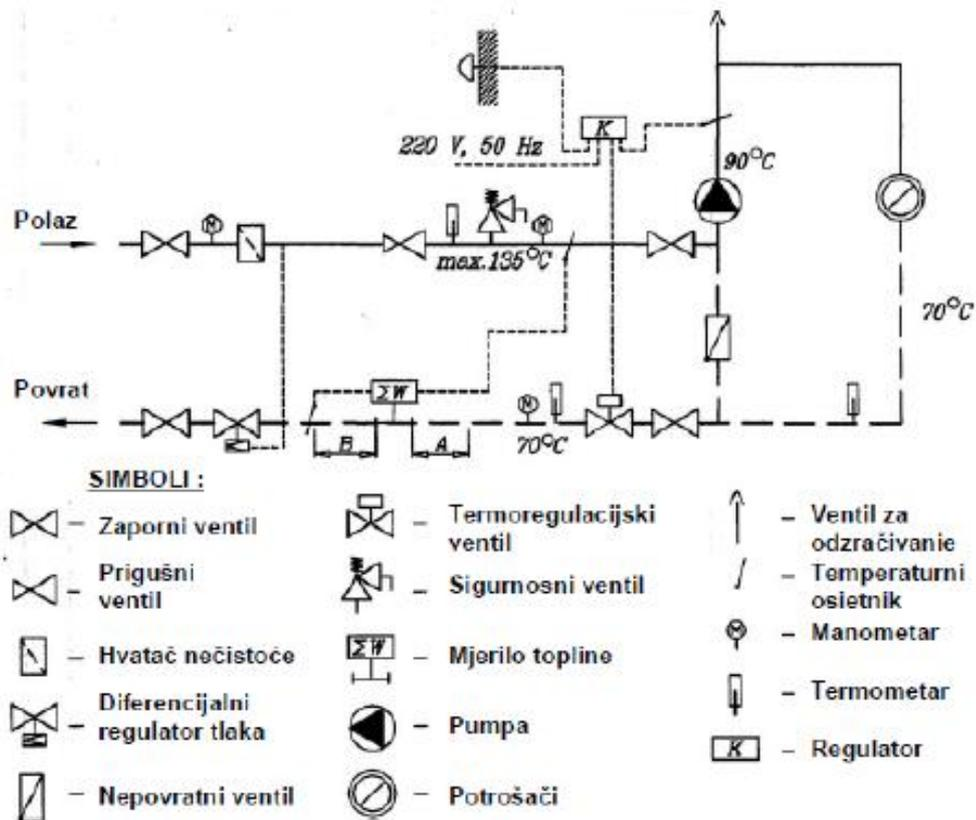 K
220 V, 50 Hz
90°C
Polaz
M
M
max.135°C
70°C
Povrat
ΣW
M
B
A
70°C
SIMBOLI :
– Zaporni ventil
– Prigušni
ventil
– Hvatač nečistoće
– Diferencijalni
regulator tlaka
– Nepovratni ventil
– Termoregulacijski
ventil
– Sigurnosni ventil
ΣW – Mjerilo topline
– Pumpa
– Potrošači
– Ventil za
odzračivanje
– Temperaturni
osietnik
M – Manometar
– Termometar
K – Regulator